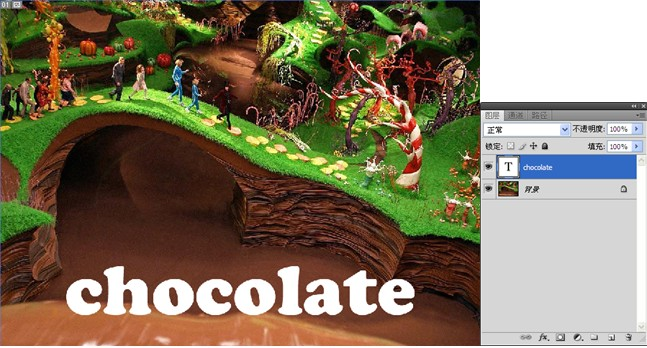 01
chocolate
图层 通道 路径
正常 不透明度: 100%
锁定: 填充: 100%
T chocolate
背景
fx.